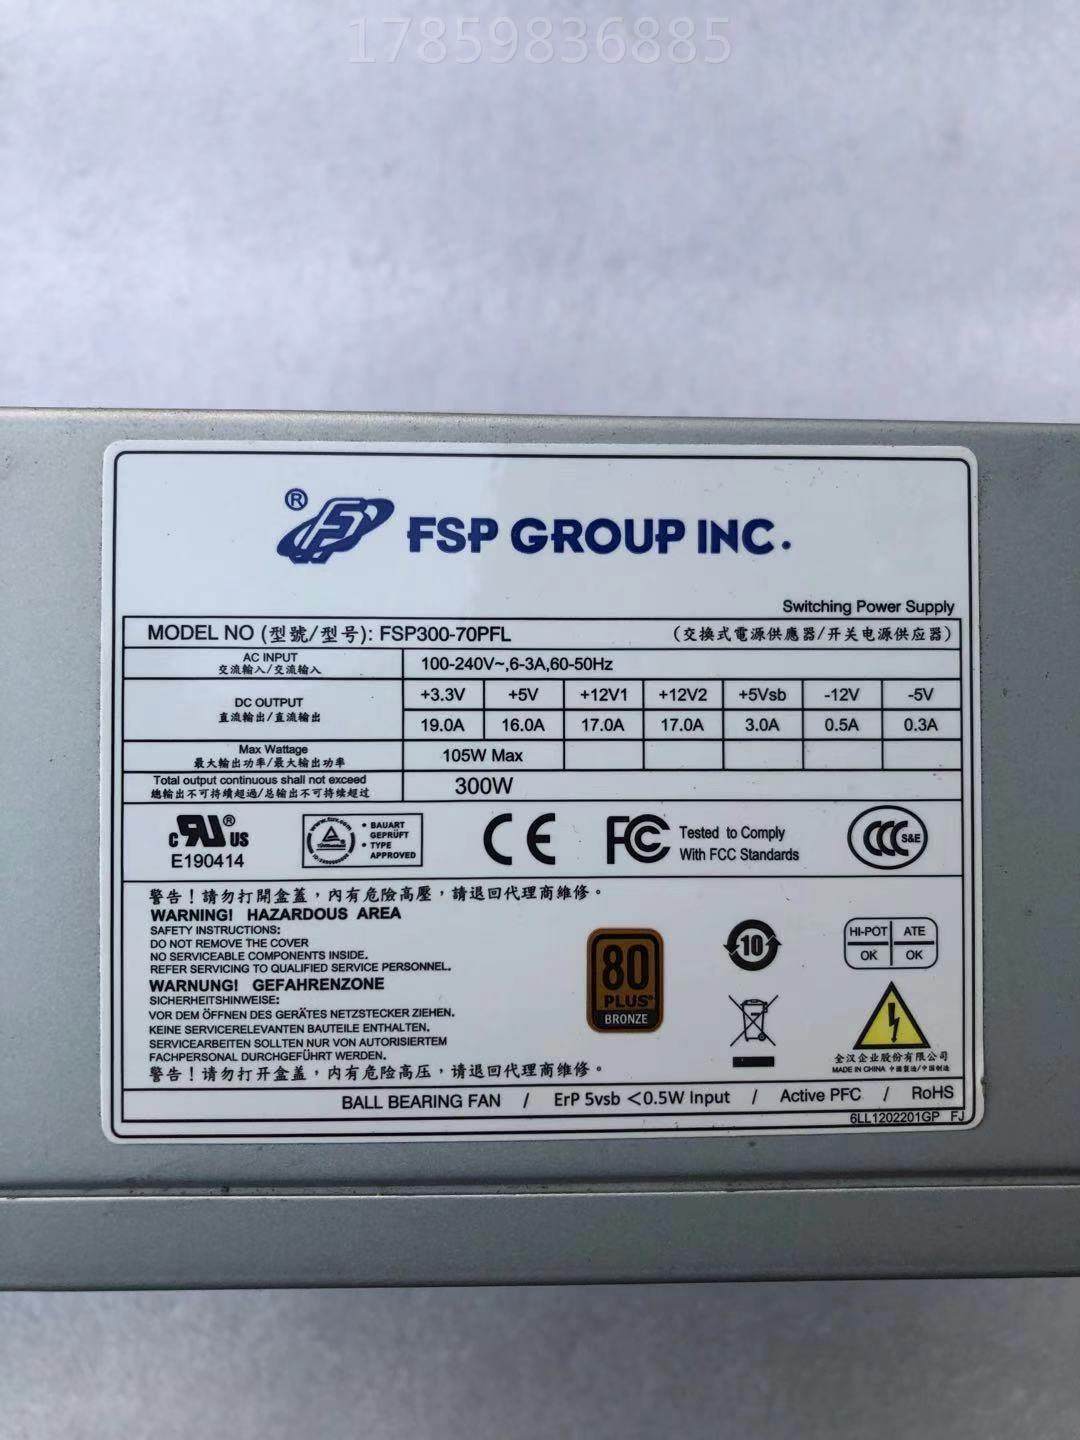 17859836885
® FSP GROUP INC.
Switching Power Supply
MODEL NO (型號/型号): FSP300-70PFL (交換式電源供應器/开关电源供应器)
AC INPUT 100-240V~,6-3A,60-50Hz
交流輸入/交流输入
DC OUTPUT +3.3V +5V +12V1 +12V2 +5Vsb -12V -5V
直流輸出/直流输出 19.0A 16.0A 17.0A 17.0A 3.0A 0.5A 0.3A
Max Wattage 105W Max
最大輸出功率/最大输出功率
Total output continuous shall not exceed 300W
總輸出不可持續超過/总输出不可持续超过
c RU ® US
E190414
BAUART
GEPRÜFT
TYPE
APPROVED
CE
FC Tested to Comply
With FCC Standards
CCC S&E
警告！請勿打開盒蓋，內有危險高壓，請退回代理商維修。
WARNING! HAZARDOUS AREA
SAFETY INSTRUCTIONS:
DO NOT REMOVE THE COVER
NO SERVICEABLE COMPONENTS INSIDE.
REFER SERVICING TO QUALIFIED SERVICE PERSONNEL.
WARNUNG! GEFAHRENZONE
SICHERHEITSHINWEISE:
VOR DEM ÖFFNEN DES GERÄTES NETZSTECKER ZIEHEN.
KEINE SERVICERELEVANTEN BAUTEILE ENTHALTEN.
SERVICEARBEITEN SOLLTEN NUR VON AUTORISIERTEM
FACHPERSONAL DURCHGEFÜHRT WERDEN.
警告！请勿打开盒盖，内有危险高压，请退回代理商维修。
80
PLUS®
BRONZE
10
HI-POT ATE
OK OK
全汉企业股份有限公司
MADE IN CHINA 中國製造/中国制造
BALL BEARING FAN / ErP 5vsb <0.5W Input / Active PFC / RoHS
6LL1202201GP FJ